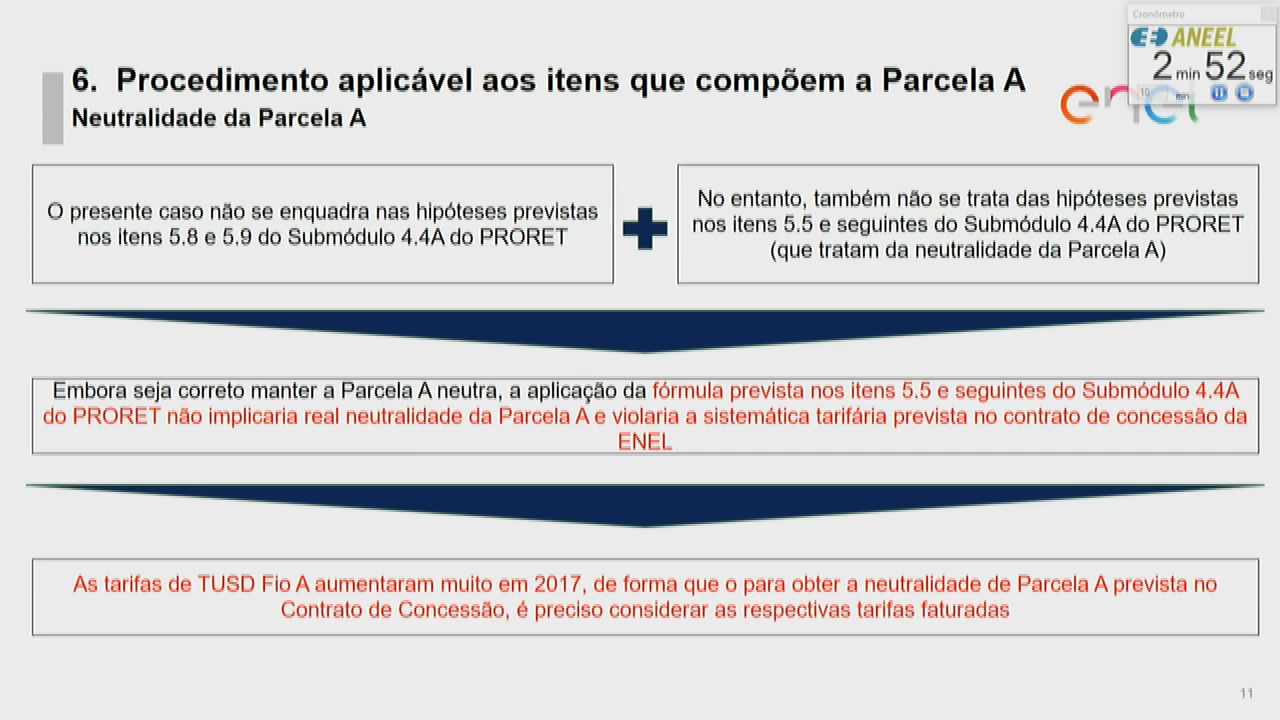 Cronômetro
ANEEL
2 min 52 seg
10 min
6. Procedimento aplicável aos itens que compõem a Parcela A
Neutralidade da Parcela A
enel
O presente caso não se enquadra nas hipóteses previstas
nos itens 5.8 e 5.9 do Submódulo 4.4A do PRORET
No entanto, também não se trata das hipóteses previstas
nos itens 5.5 e seguintes do Submódulo 4.4A do PRORET
(que tratam da neutralidade da Parcela A)
Embora seja correto manter a Parcela A neutra, a aplicação da fórmula prevista nos itens 5.5 e seguintes do Submódulo 4.4A
do PRORET não implicaria real neutralidade da Parcela A e violaria a sistemática tarifária prevista no contrato de concessão da
ENEL
As tarifas de TUSD Fio A aumentaram muito em 2017, de forma que o para obter a neutralidade de Parcela A prevista no
Contrato de Concessão, é preciso considerar as respectivas tarifas faturadas
11